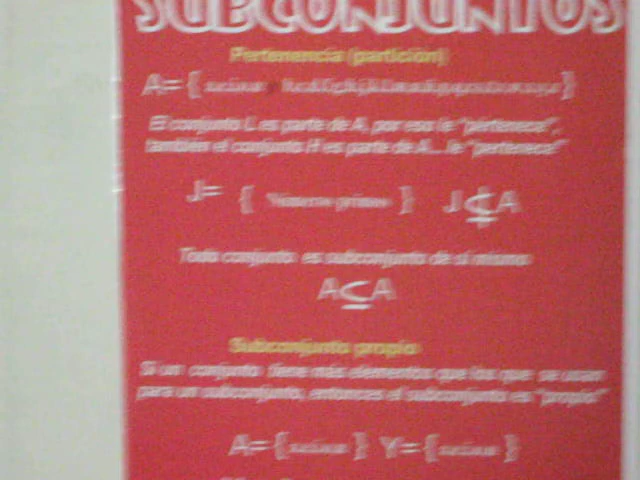 SUBCONJUNTOS
Pertenencia (partición)
A= { }
El conjunto L es parte de A, por eso le "pertenece",
también el conjunto H es parte de A... le "pertenece"
J= { Números primos } J⊄A
Todo conjunto es subconjunto de sí mismo
A⊆A
Subconjunto propio
Si un conjunto tiene más elementos que los que se usan
para un subconjunto, entonces el subconjunto es "propio"
A= { } Y= { }